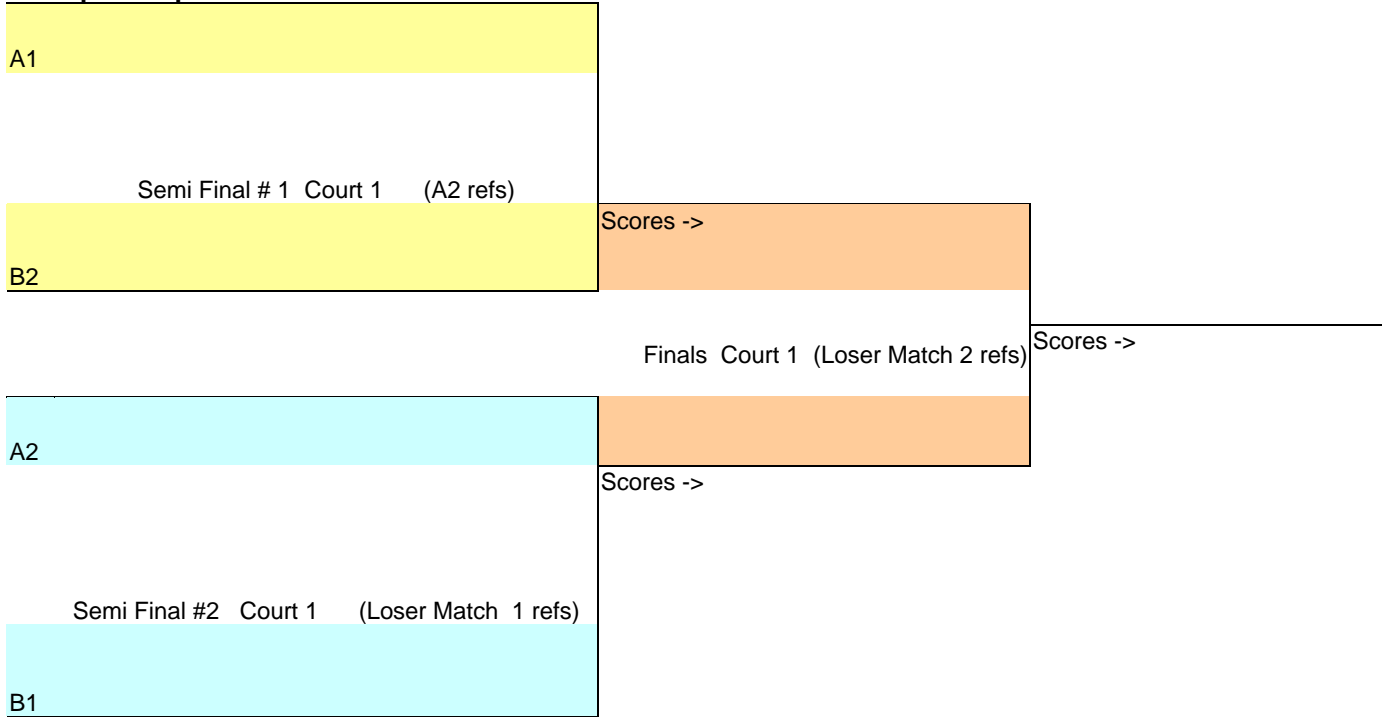 A1
Semi Final # 1 Court 1 (A2 refs)
Scores ->
B2
Scores ->
Finals Court 1 (Loser Match 2 refs)
A2
Scores ->
Semi Final #2 Court 1 (Loser Match 1 refs)
B1